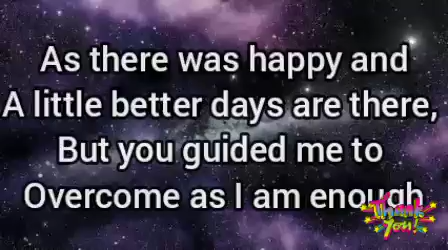 As there was happy and
A little better days are there,
But you guided me to
Overcome as I am enough
Thank
You!